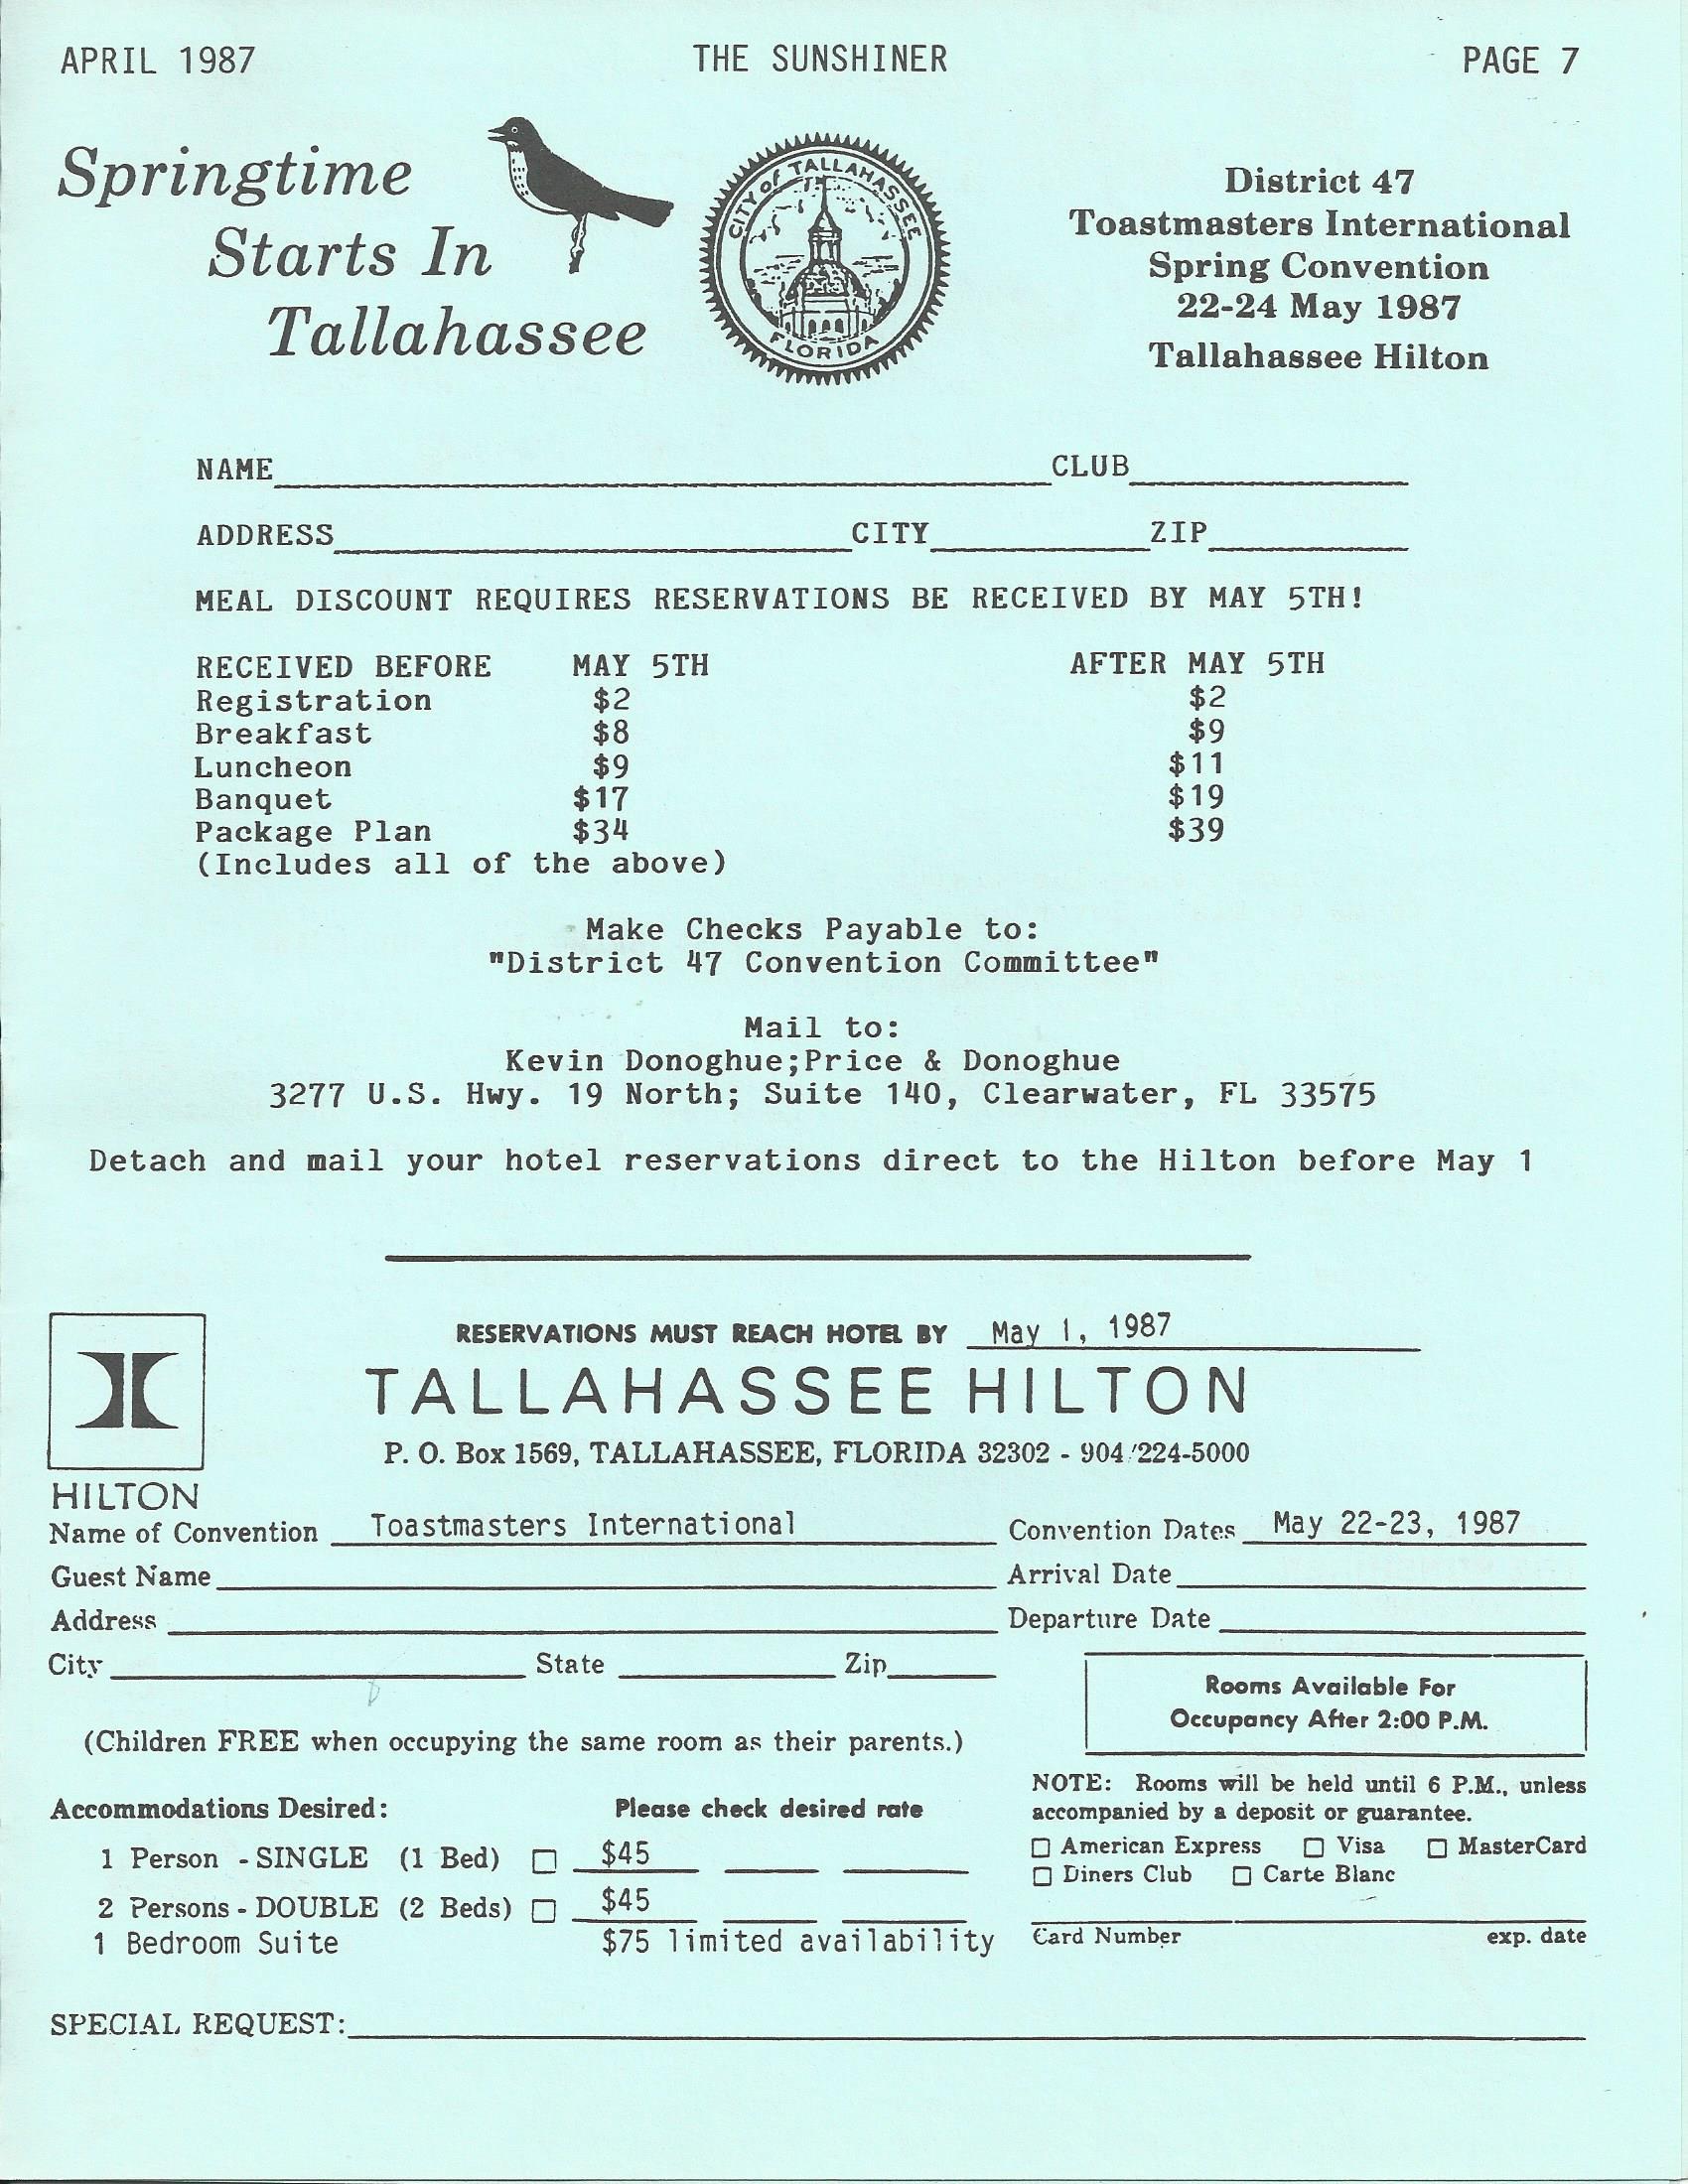 APRIL 1987 THE SUNSHINER PAGE 7
Springtime
Starts In
Tallahassee
CITY OF TALLAHASSEE
FLORIDA
District 47
Toastmasters International
Spring Convention
22-24 May 1987
Tallahassee Hilton
NAME CLUB
ADDRESS CITY ZIP
MEAL DISCOUNT REQUIRES RESERVATIONS BE RECEIVED BY MAY 5TH!
RECEIVED BEFORE MAY 5TH AFTER MAY 5TH
Registration $2 $2
Breakfast $8 $9
Luncheon $9 $11
Banquet $17 $19
Package Plan $34 $39
(Includes all of the above)
Make Checks Payable to:
"District 47 Convention Committee"
Mail to:
Kevin Donoghue;Price & Donoghue
3277 U.S. Hwy. 19 North; Suite 140, Clearwater, FL 33575
Detach and mail your hotel reservations direct to the Hilton before May 1
RESERVATIONS MUST REACH HOTEL BY May 1, 1987
TALLAHASSEE HILTON
P. O. Box 1569, TALLAHASSEE, FLORIDA 32302 - 904/224-5000
HILTON
Name of Convention Toastmasters International Convention Dates May 22-23, 1987
Guest Name Arrival Date
Address Departure Date
City State Zip
Rooms Available For
Occupancy After 2:00 P.M.
(Children FREE when occupying the same room as their parents.)
NOTE: Rooms will be held until 6 P.M., unless
accompanied by a deposit or guarantee.
Accommodations Desired: Please check desired rate
American Express Visa MasterCard
Diners Club Carte Blanc
1 Person - SINGLE (1 Bed) $45
2 Persons - DOUBLE (2 Beds) $45
1 Bedroom Suite $75 limited availability
Card Number exp. date
SPECIAL REQUEST: